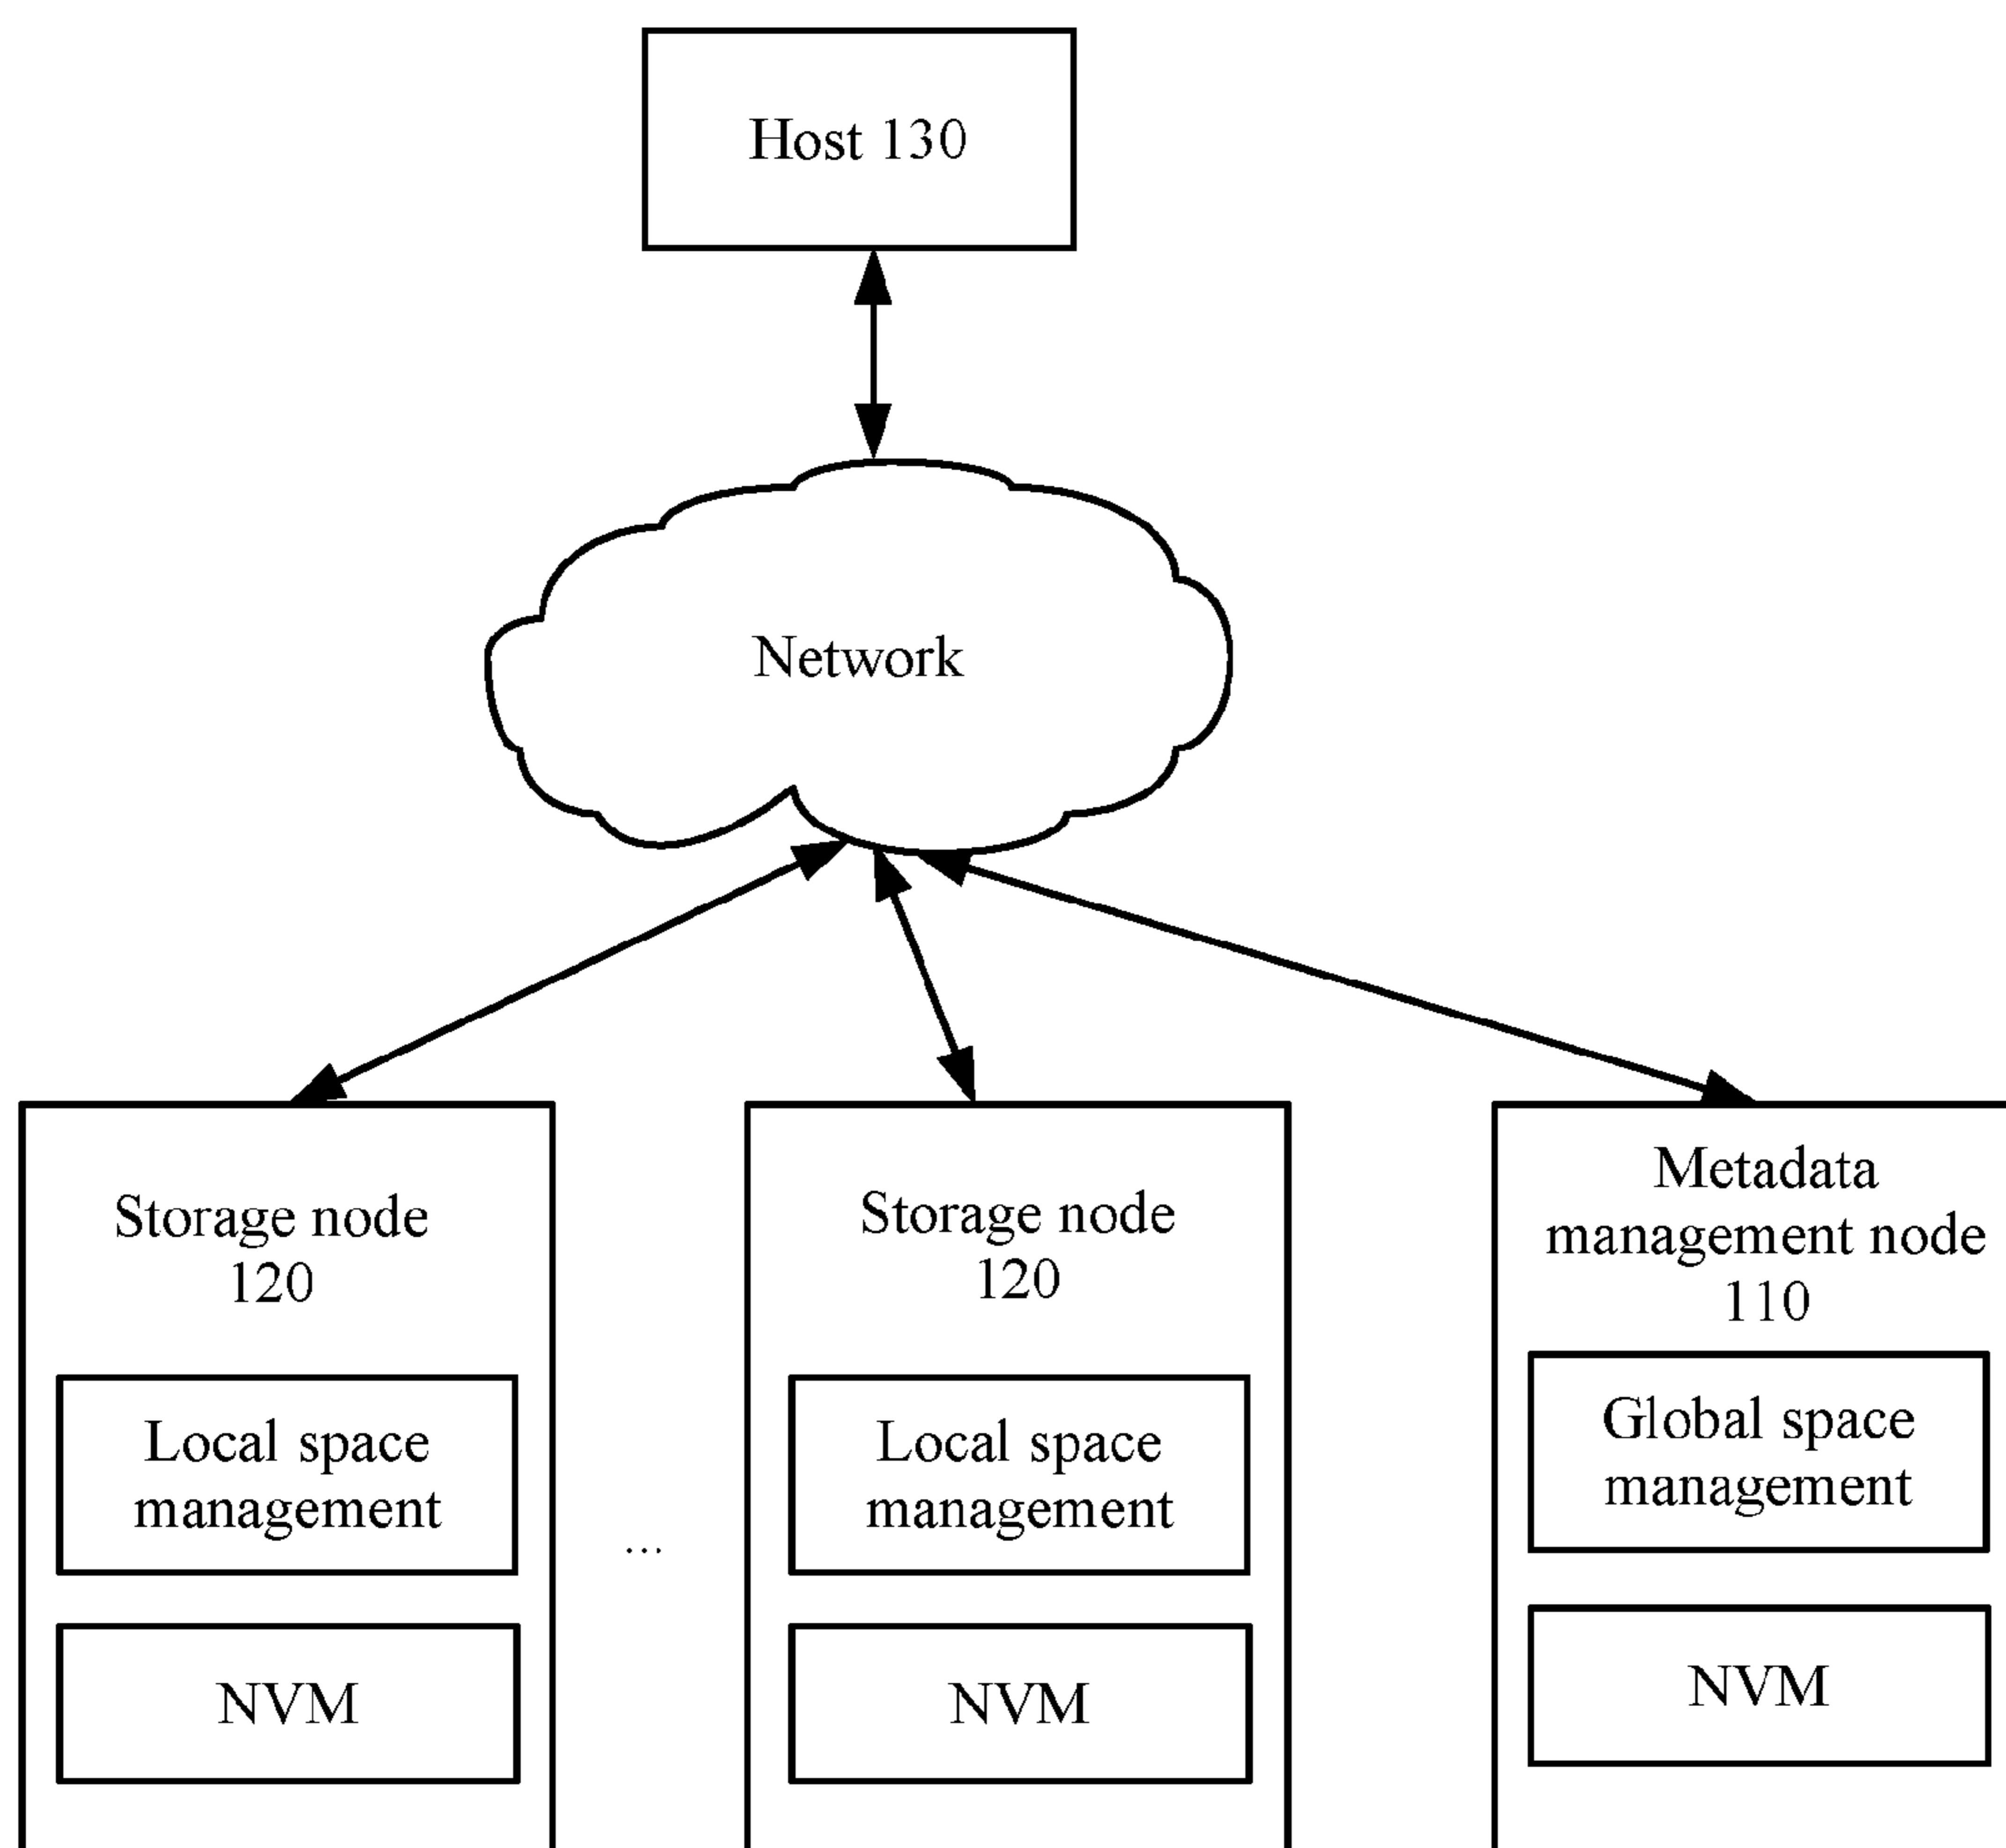 Host 130
Network
Storage node
120
Local space
management
NVM
...
Storage node
120
Local space
management
NVM
Metadata
management node
110
Global space
management
NVM